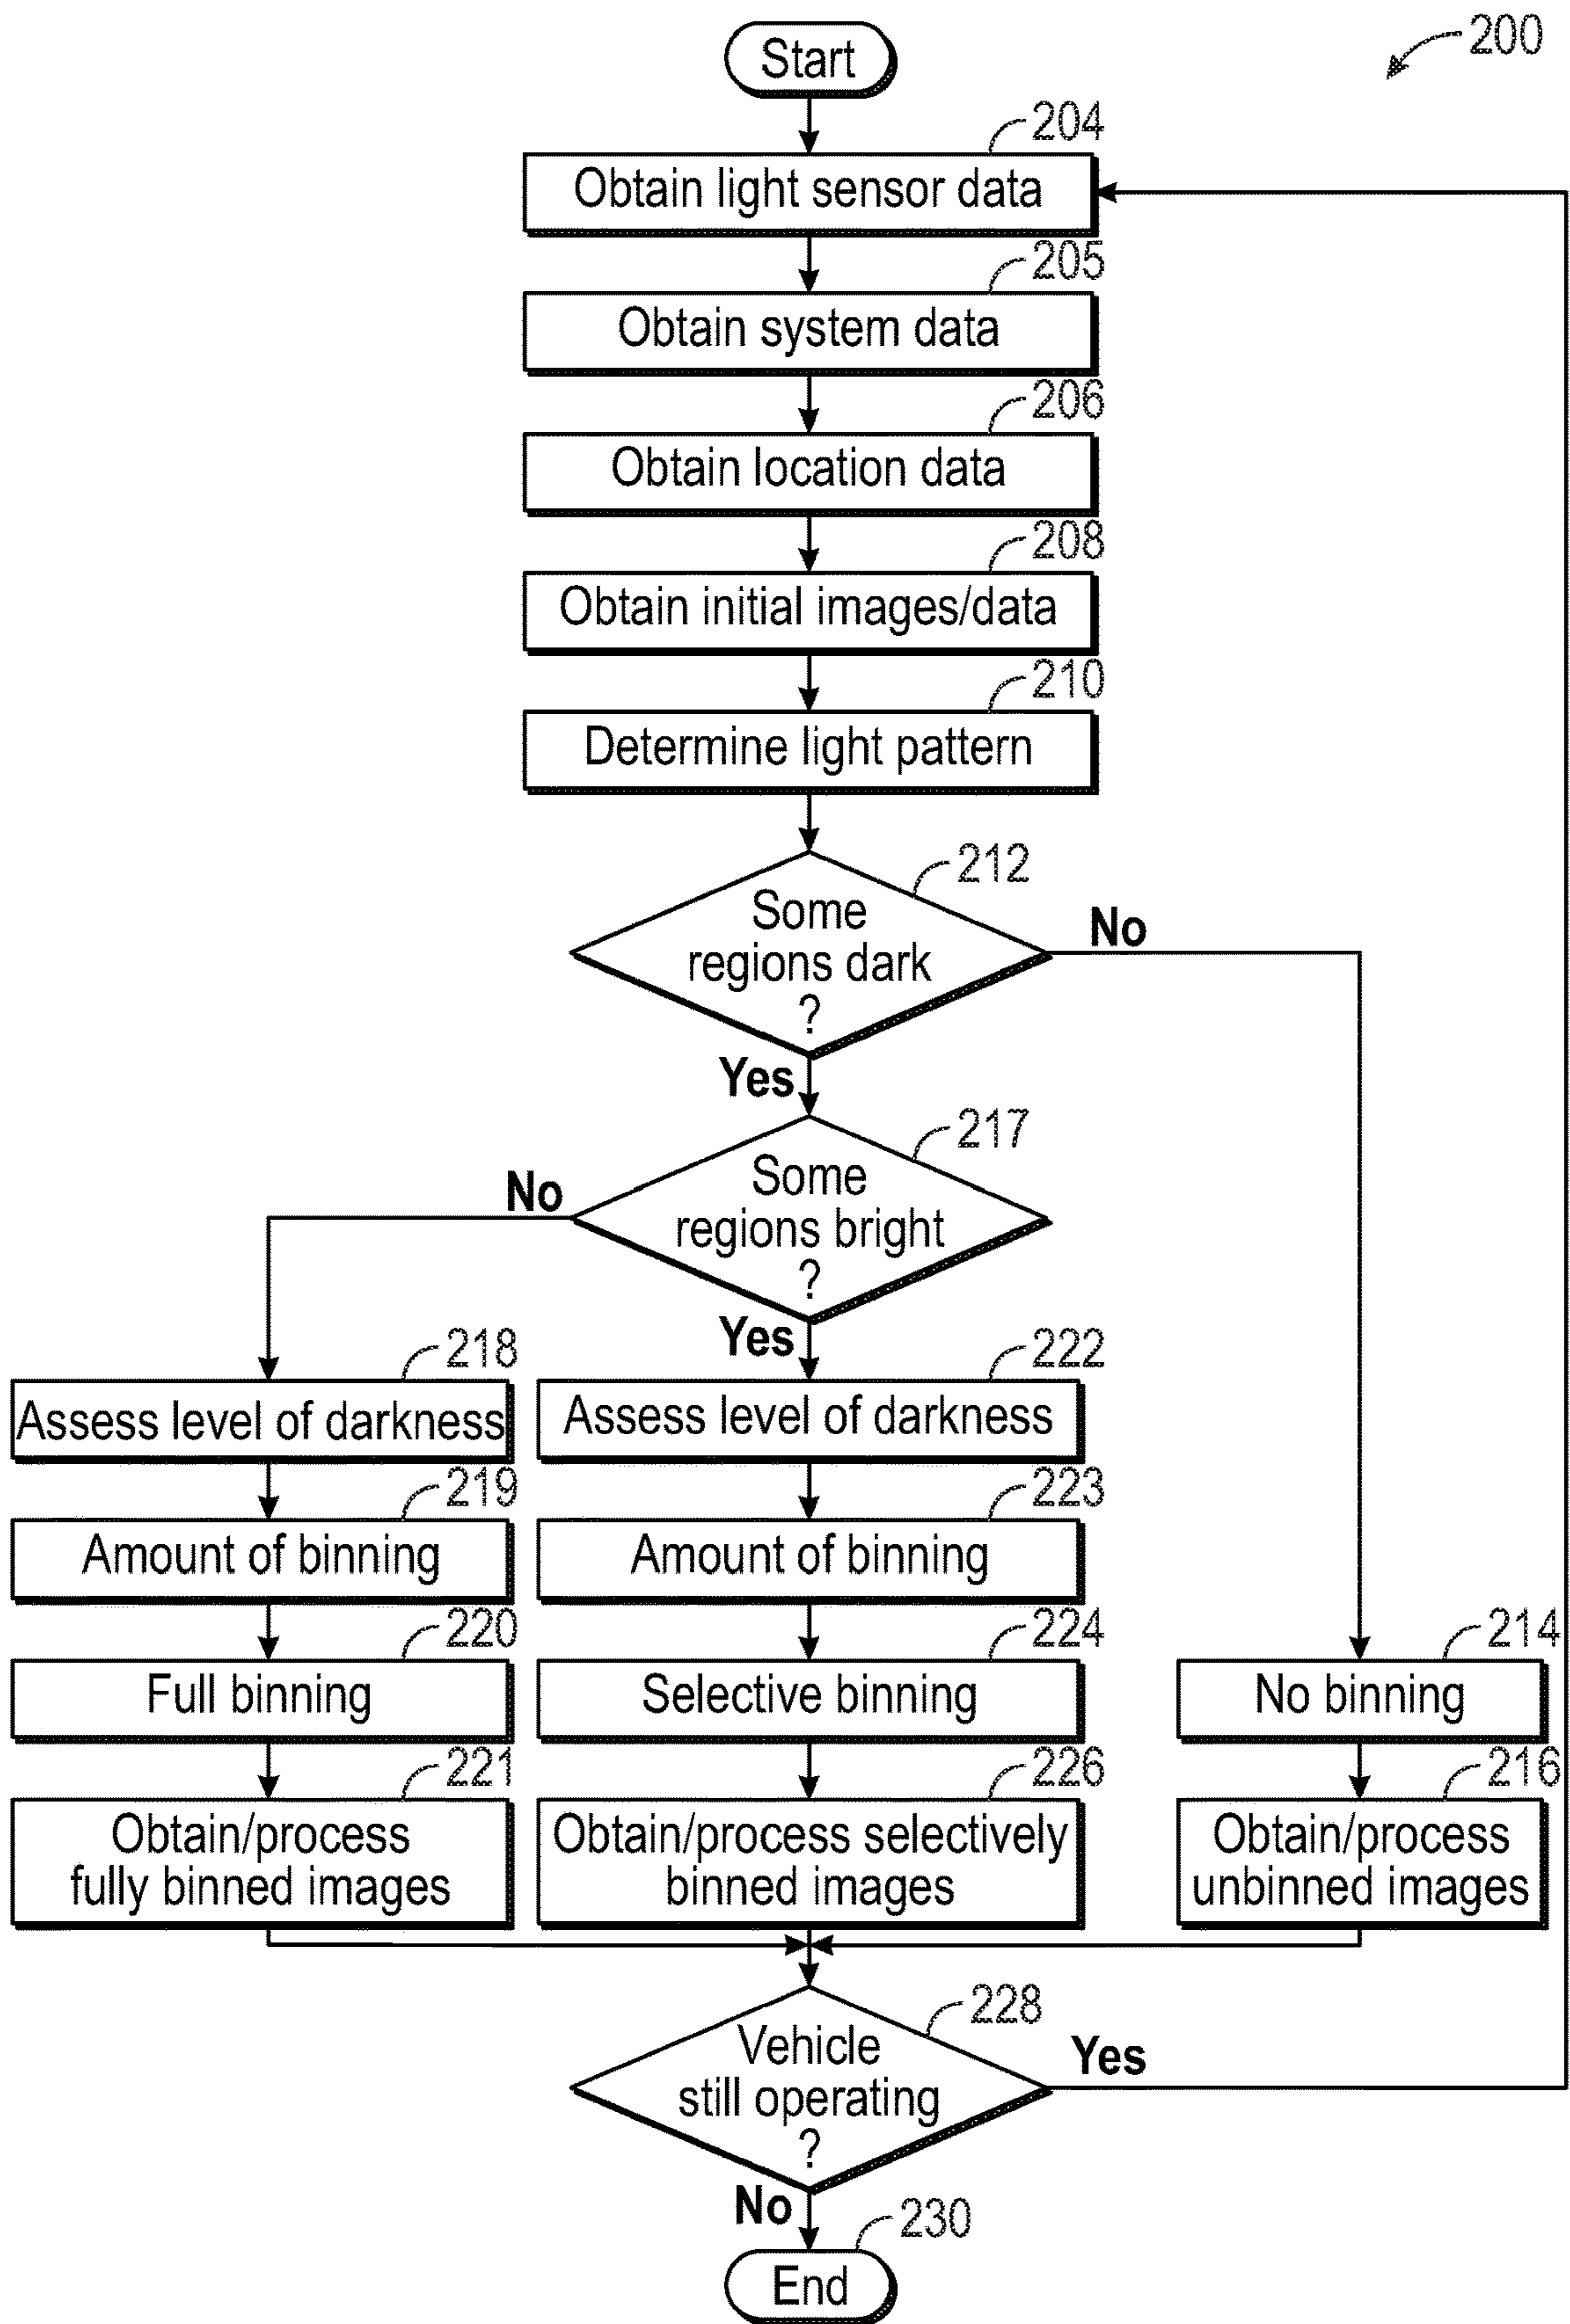 200
Start
204
Obtain light sensor data
205
Obtain system data
206
Obtain location data
208
Obtain initial images/data
210
Determine light pattern
212
Some
regions dark
?
No
Yes
217
Some
regions bright
?
No
Yes
218
Assess level of darkness
222
Assess level of darkness
219
Amount of binning
223
Amount of binning
220
Full binning
224
Selective binning
214
No binning
221
Obtain/process
fully binned images
226
Obtain/process selectively
binned images
216
Obtain/process
unbinned images
228
Vehicle
still operating
?
Yes
No
230
End